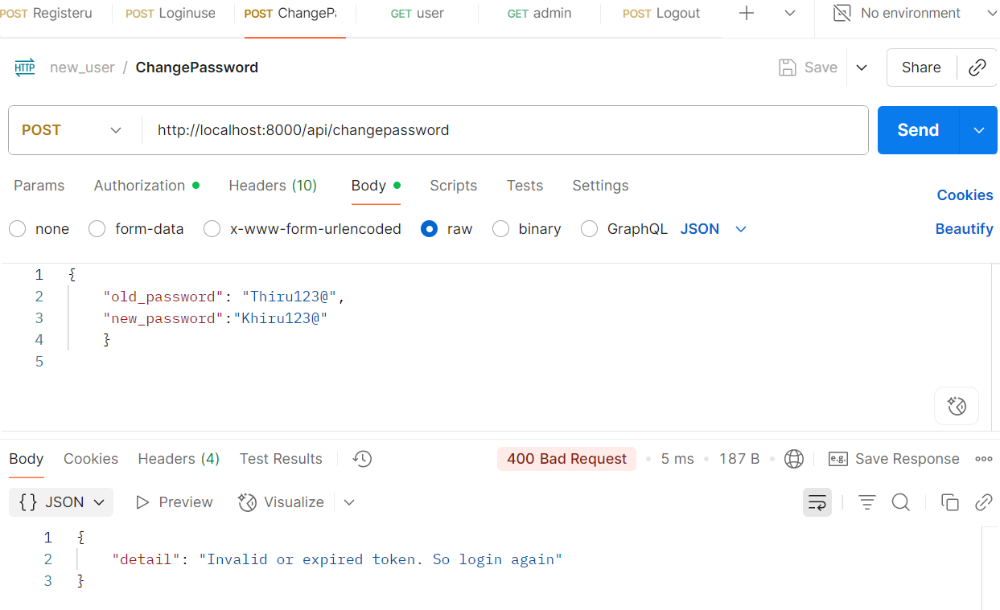 POST Registeru POST Loginuse POST ChangePa GET user GET admin POST Logout No environment
HTTP new_user / ChangePassword Save Share
POST http://localhost:8000/api/changepassword Send
Params Authorization Headers (10) Body Scripts Tests Settings Cookies
none form-data x-www-form-urlencoded raw binary GraphQL JSON Beautify
1 {
2 "old_password": "Thiru123@",
3 "new_password":"Khiru123@"
4 }
5
Body Cookies Headers (4) Test Results 400 Bad Request • 5 ms • 187 B • e.g. Save Response
{} JSON Preview Visualize
1 {
2 "detail": "Invalid or expired token. So login again"
3 }